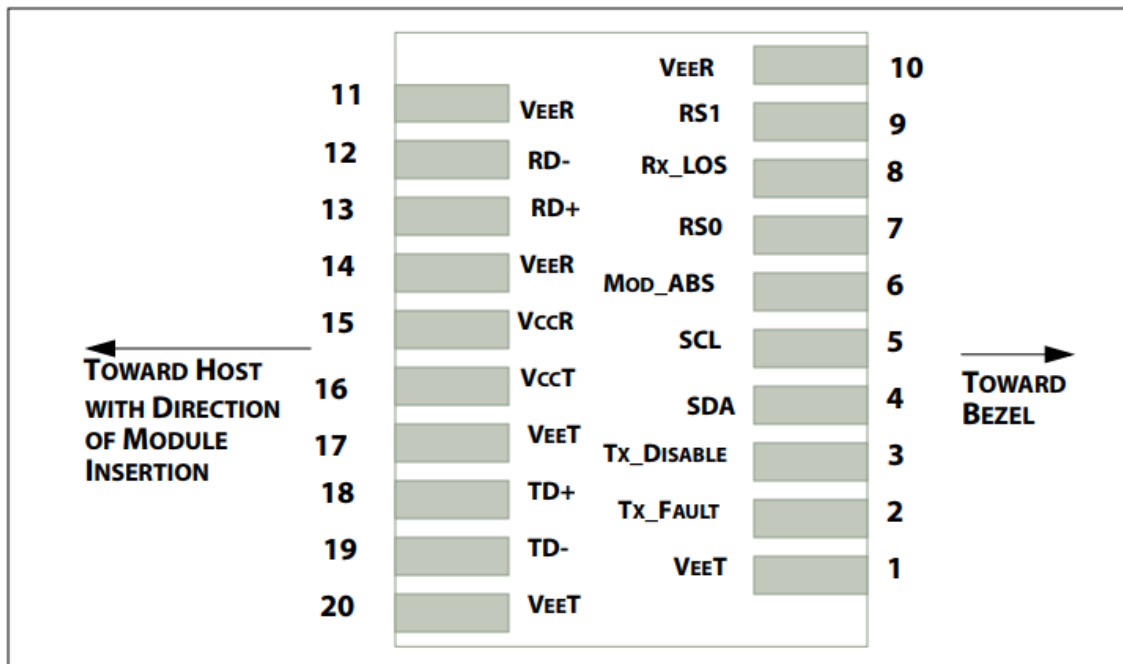 11 VEER
12 RD-
13 RD+
14 VEER
15 VCCR
16 VCCT
17 VEET
18 TD+
19 TD-
20 VEET
TOWARD HOST
WITH DIRECTION
OF MODULE
INSERTION
VEER 10
RS1 9
RX_LOS 8
RS0 7
MOD_ABS 6
SCL 5
SDA 4
TX_DISABLE 3
TX_FAULT 2
VEET 1
TOWARD
BEZEL